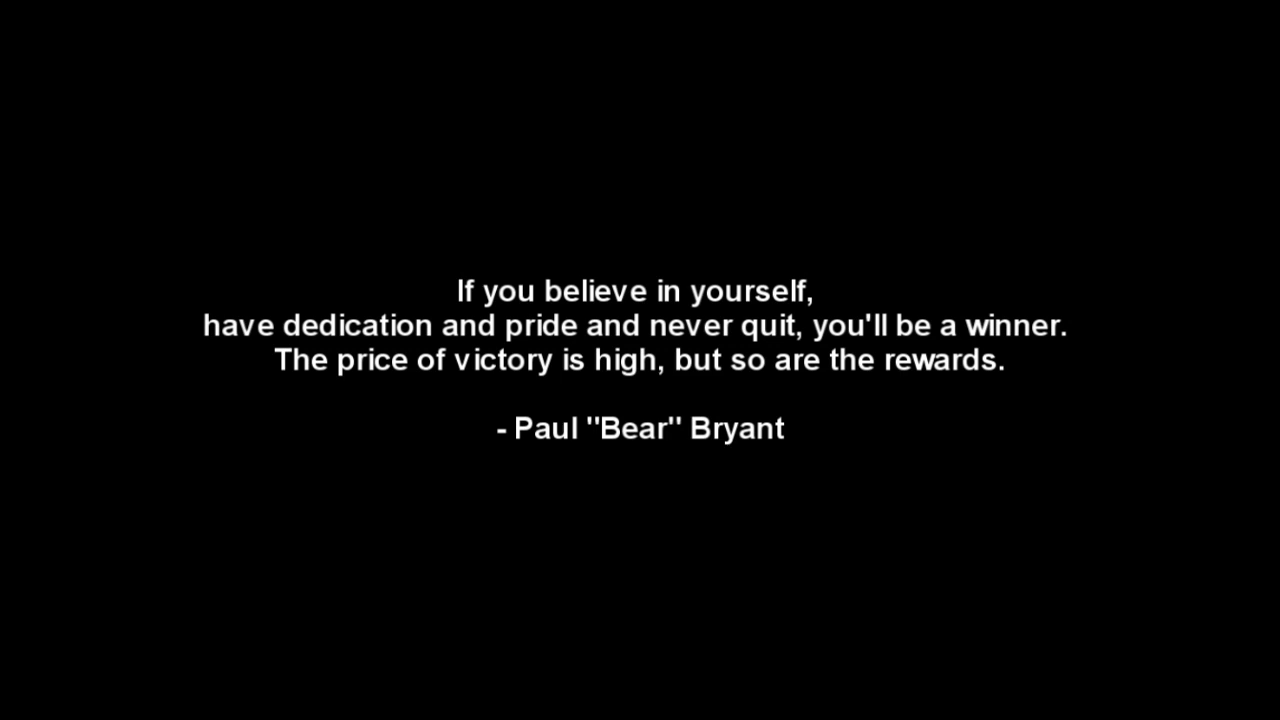 If you believe in yourself,
have dedication and pride and never quit, you'll be a winner.
The price of victory is high, but so are the rewards.
- Paul "Bear" Bryant